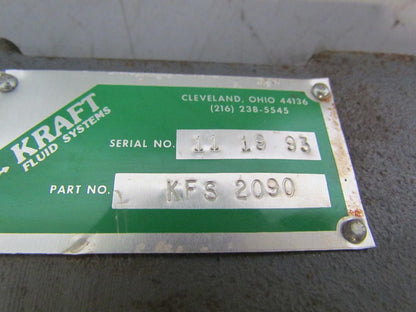 KRAFT
FLUID SYSTEMS
CLEVELAND, OHIO 44136
(216) 238-5545
SERIAL NO. 11 19 93
PART NO. KFS 2090